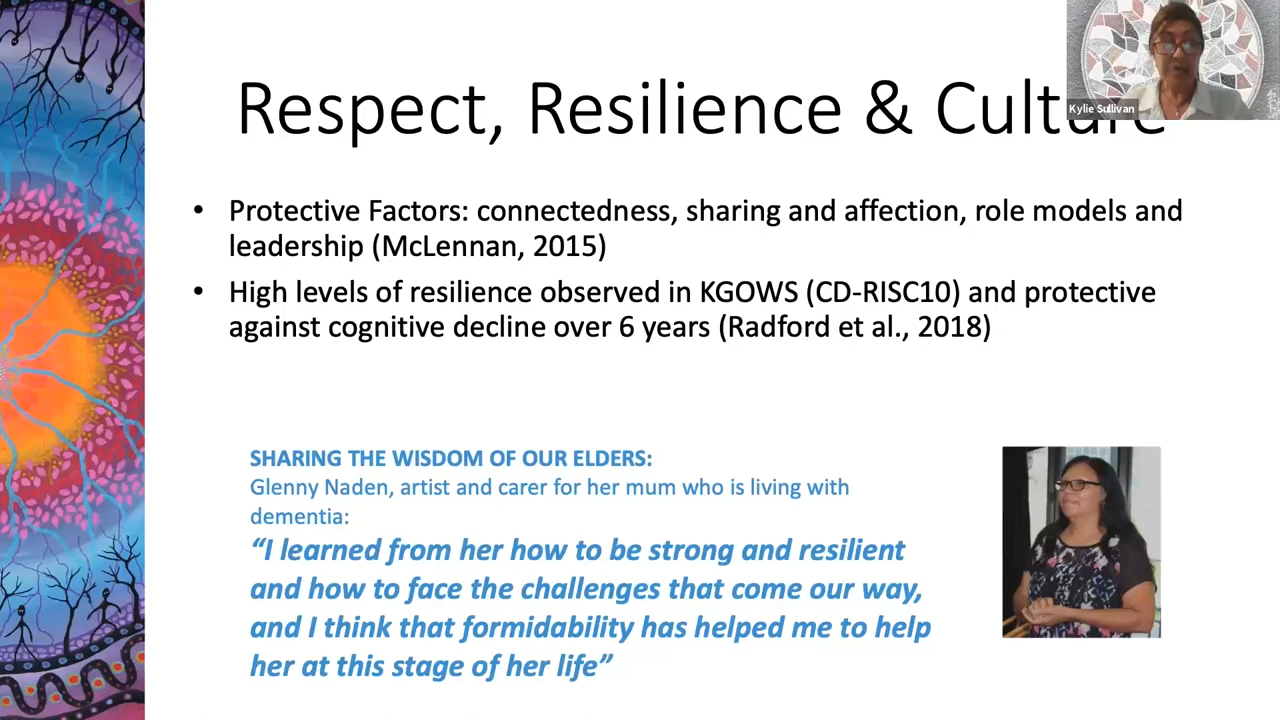 Respect, Resilience & Culture
Kylie Sullivan
• Protective Factors: connectedness, sharing and affection, role models and
leadership (McLennan, 2015)
• High levels of resilience observed in KGOWS (CD-RISC10) and protective
against cognitive decline over 6 years (Radford et al., 2018)
SHARING THE WISDOM OF OUR ELDERS:
Glenny Naden, artist and carer for her mum who is living with
dementia:
“I learned from her how to be strong and resilient
and how to face the challenges that come our way,
and I think that formidability has helped me to help
her at this stage of her life”